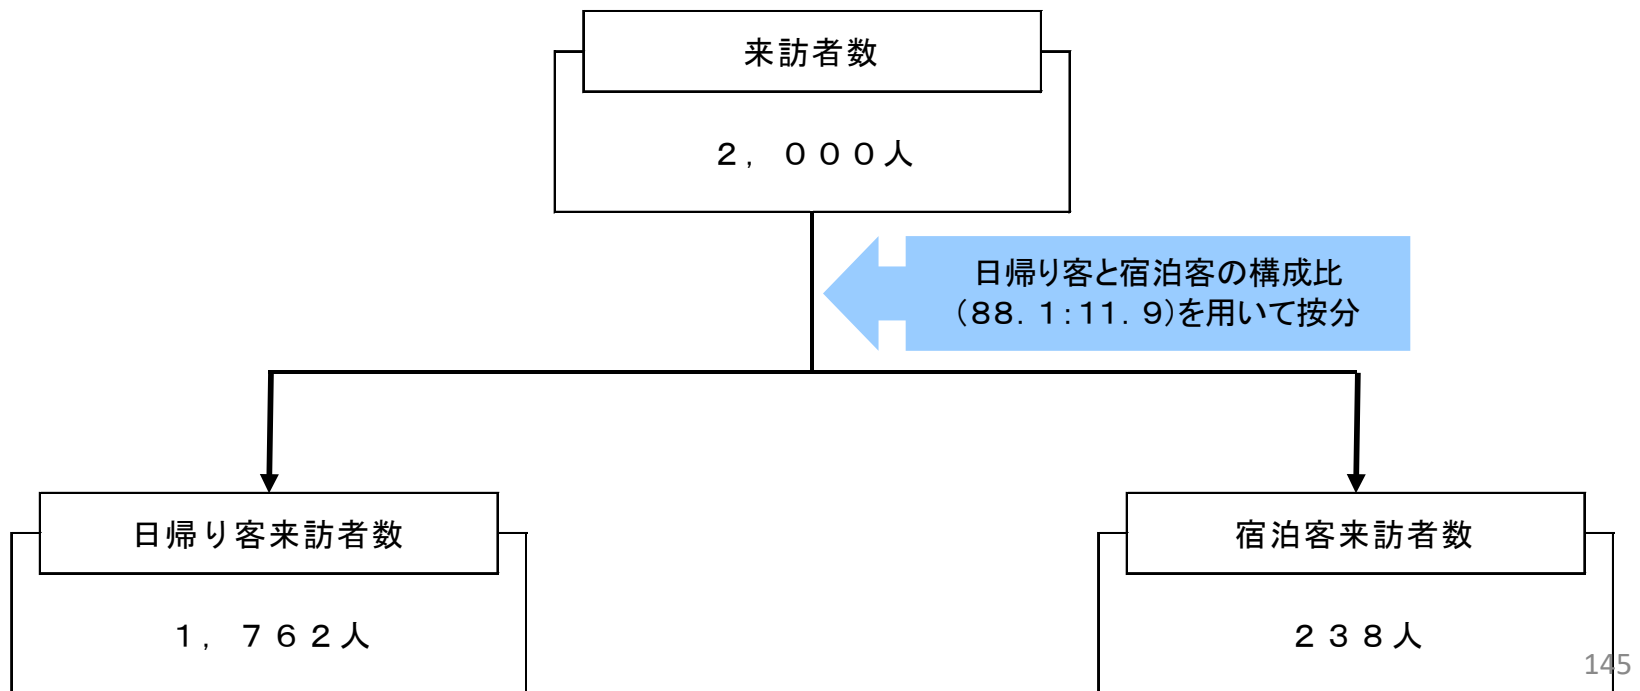 来訪者数
２，０００人
日帰り客と宿泊客の構成比
（８８．１：１１．９）を用いて按分
日帰り客来訪者数
宿泊客来訪者数
１，７６２人
２３８人
145